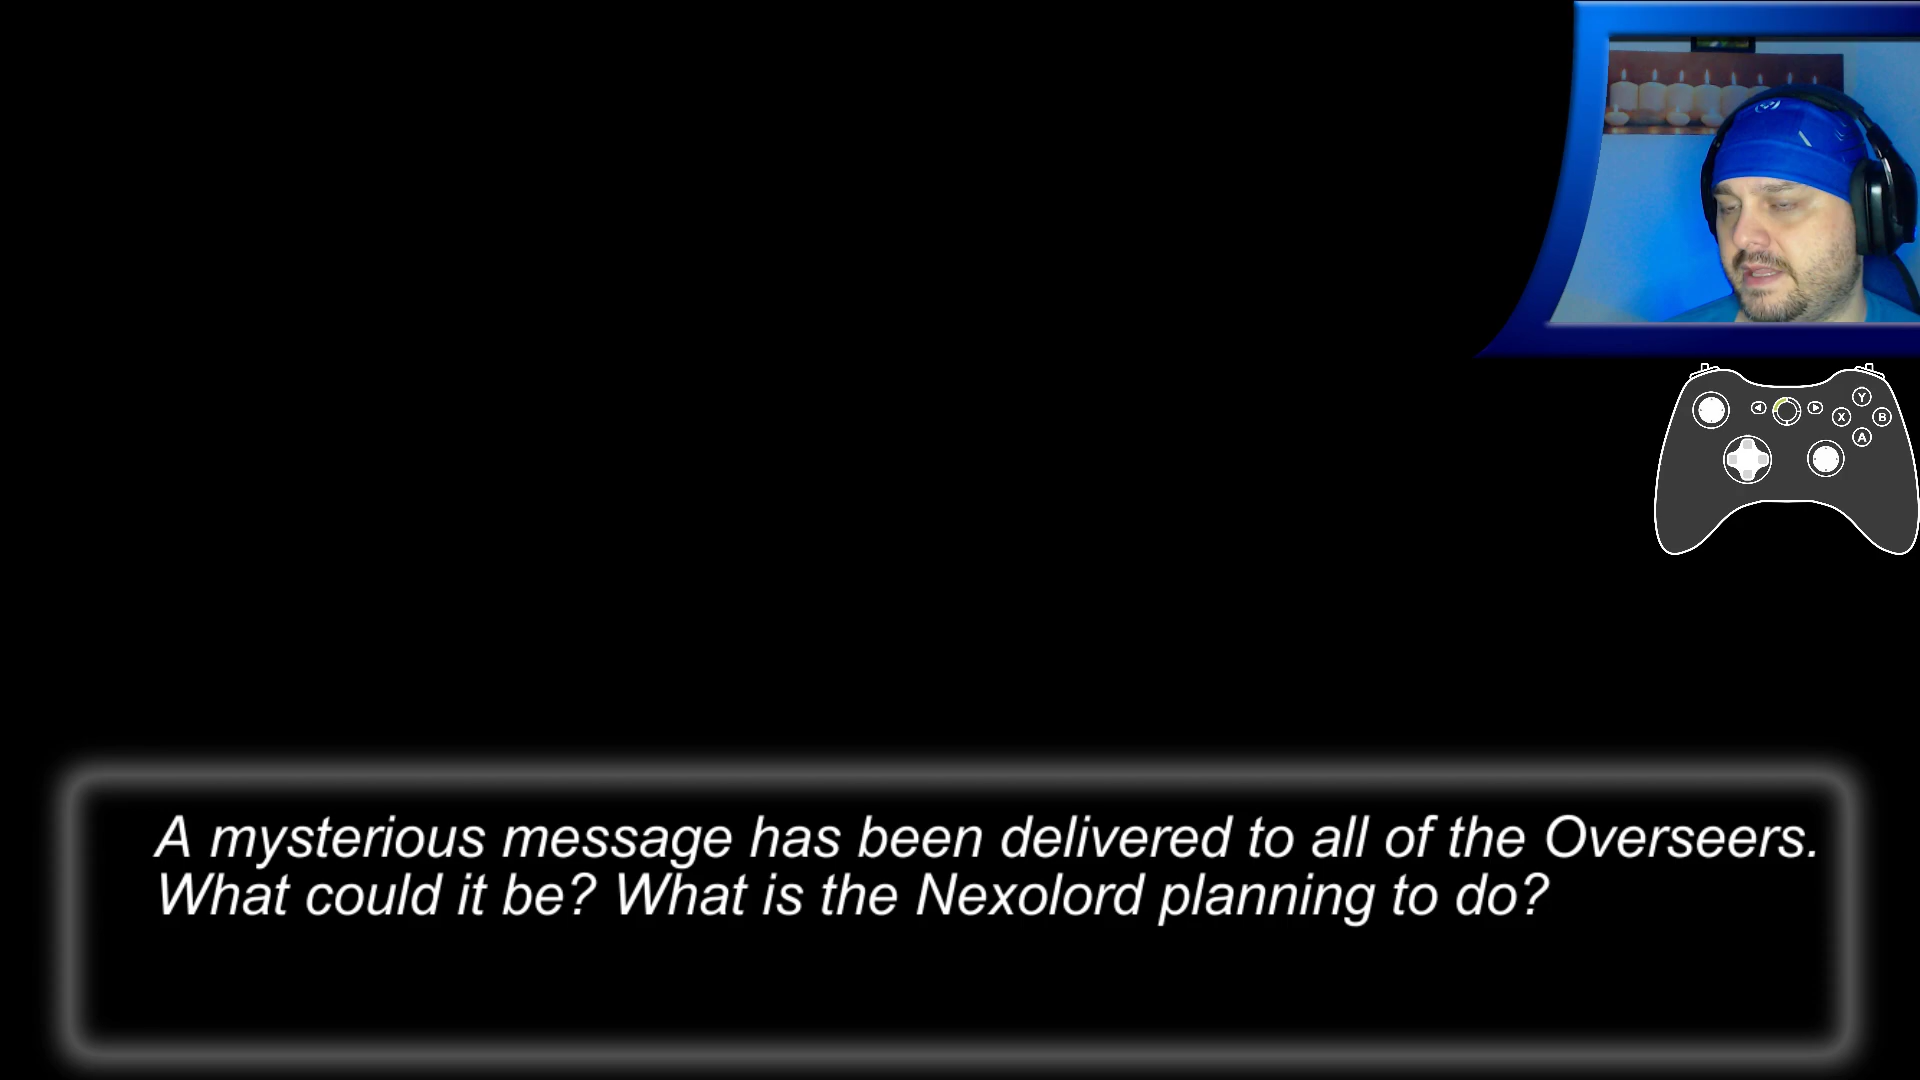 Y
X
B
A
A mysterious message has been delivered to all of the Overseers.
What could it be? What is the Nexolord planning to do?